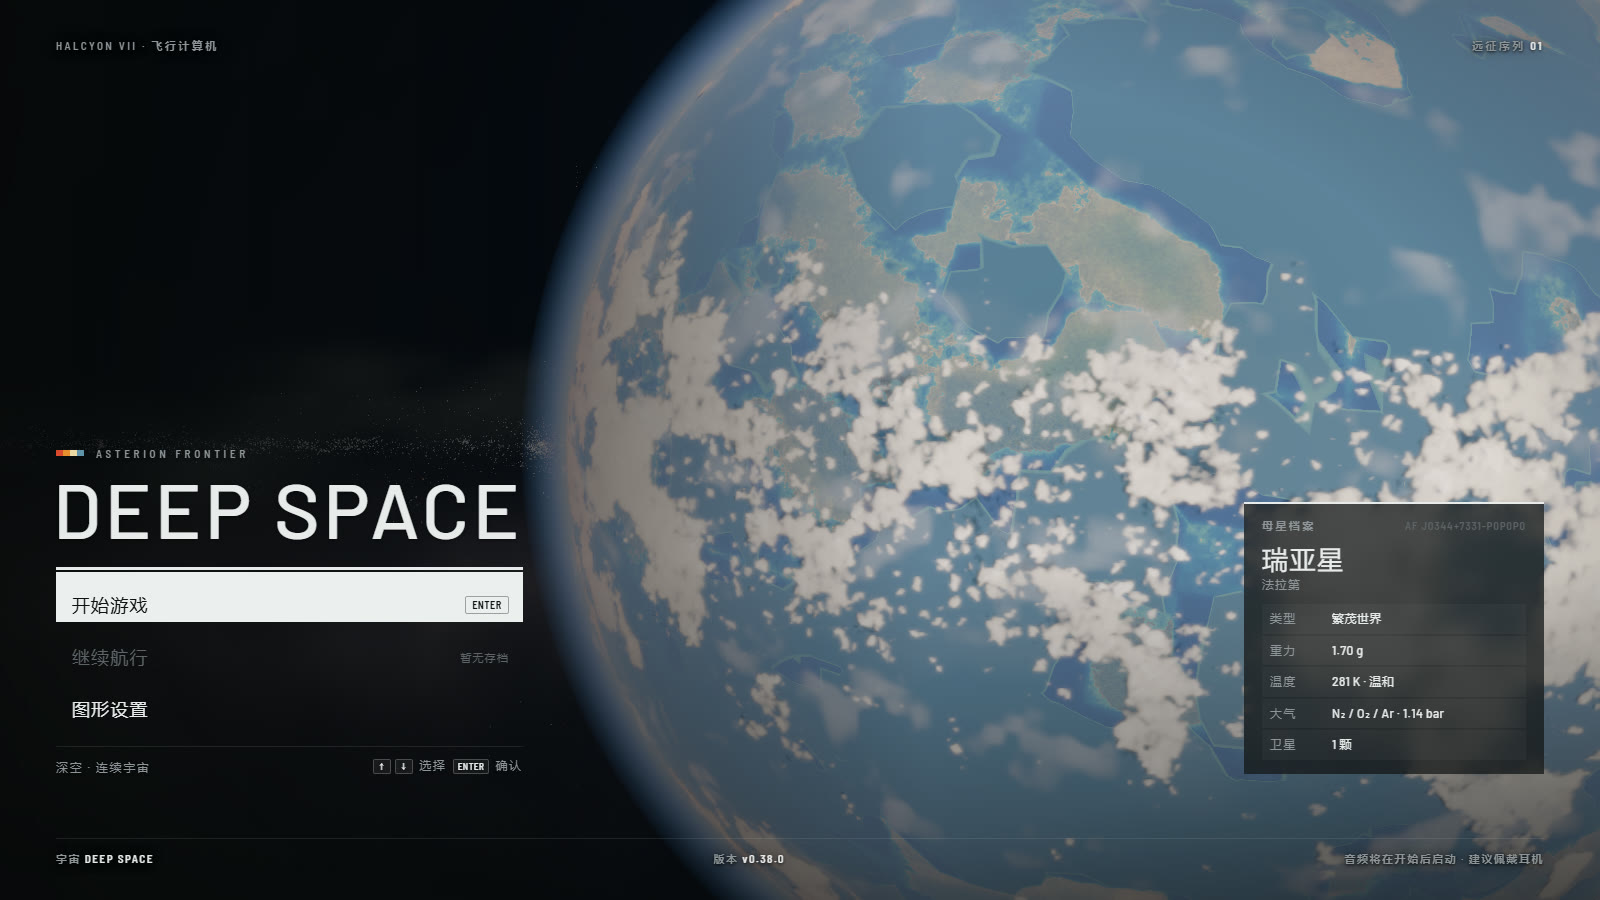 HALCYON VII · 飞行计算机
远征序列 01
ASTERION FRONTIER
DEEP SPACE
开始游戏 ENTER
继续航行 暂无存档
图形设置
深空 · 连续宇宙 ↑ ↓ 选择 ENTER 确认
母星档案 AF J0344+7331-P0P0P0
瑞亚星
法拉第
类型 繁茂世界
重力 1.70 g
温度 281 K · 温和
大气 N₂ / O₂ / Ar · 1.14 bar
卫星 1 颗
宇宙 DEEP SPACE
版本 v0.38.0
音频将在开始后启动 · 建议佩戴耳机